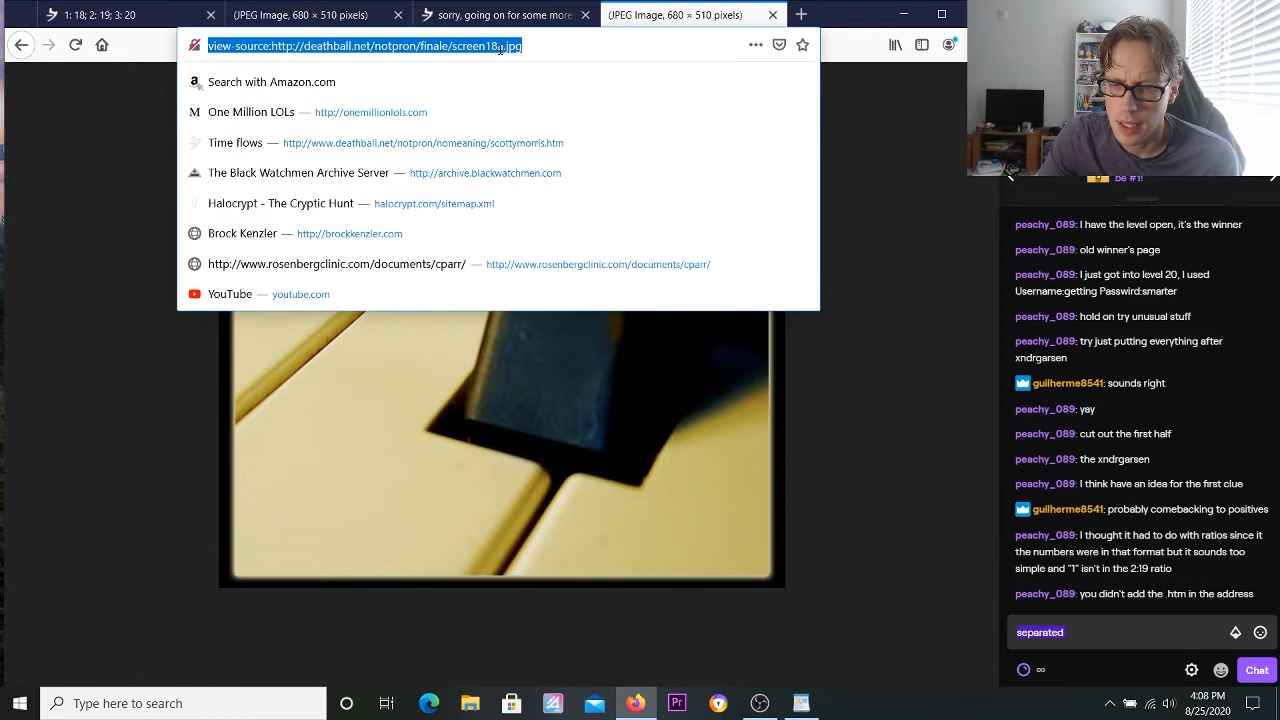 1: 18; 2: 19; 3: 20
(JPEG Image, 680 × 510 pixels)
sorry, going on for some more
(JPEG Image, 680 × 510 pixels)
view-source:http://deathball.net/notpron/finale/screen18a.jpg
Search with Amazon.com
One Million LOLs — http://onemillionlols.com
Time flows — http://www.deathball.net/notpron/nomeaning/scottymorris.htm
The Black Watchmen Archive Server — http://archive.blackwatchmen.com
Halocrypt - The Cryptic Hunt — halocrypt.com/sitemap.xml
Brock Kenzler — http://brockkenzler.com
http://www.rosenbergclinic.com/documents/cparr/ — http://www.rosenbergclinic.com/documents/cparr/
YouTube — youtube.com
be #1!
peachy_089: I have the level open, it's the winner
peachy_089: old winner's page
peachy_089: I just got into level 20, I used
Username:getting Passwird:smarter
peachy_089: hold on try unusual stuff
peachy_089: try just putting everything after
xndrgarsen
guilherme8541: sounds right
peachy_089: yay
peachy_089: cut out the first half
peachy_089: the xndrgarsen
peachy_089: I think have an idea for the first clue
guilherme8541: probably comebacking to positives
peachy_089: I thought it had to do with ratios since it
the numbers were in that format but it sounds too
simple and "1" isn't in the 2:19 ratio
peachy_089: you didn't add the .htm in the address
separated
∞
Chat
Type here to search
4:08 PM
8/25/2020